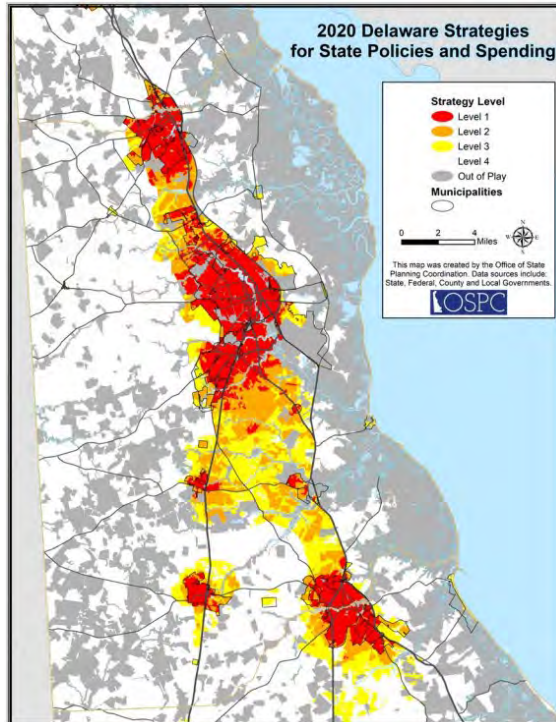 2020 Delaware Strategies
for State Policies and Spending
Strategy Level
Level 1
Level 2
Level 3
Level 4
Out of Play
Municipalities
0 2 4
Miles
N
W E
S
This map was created by the Office of State
Planning Coordination. Data sources include:
State, Federal, County and Local Governments.
OSPC